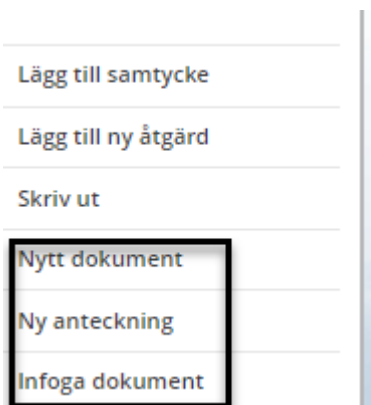 Lägg till samtycke
Lägg till ny åtgärd
Skriv ut
Nytt dokument
Ny anteckning
Infoga dokument